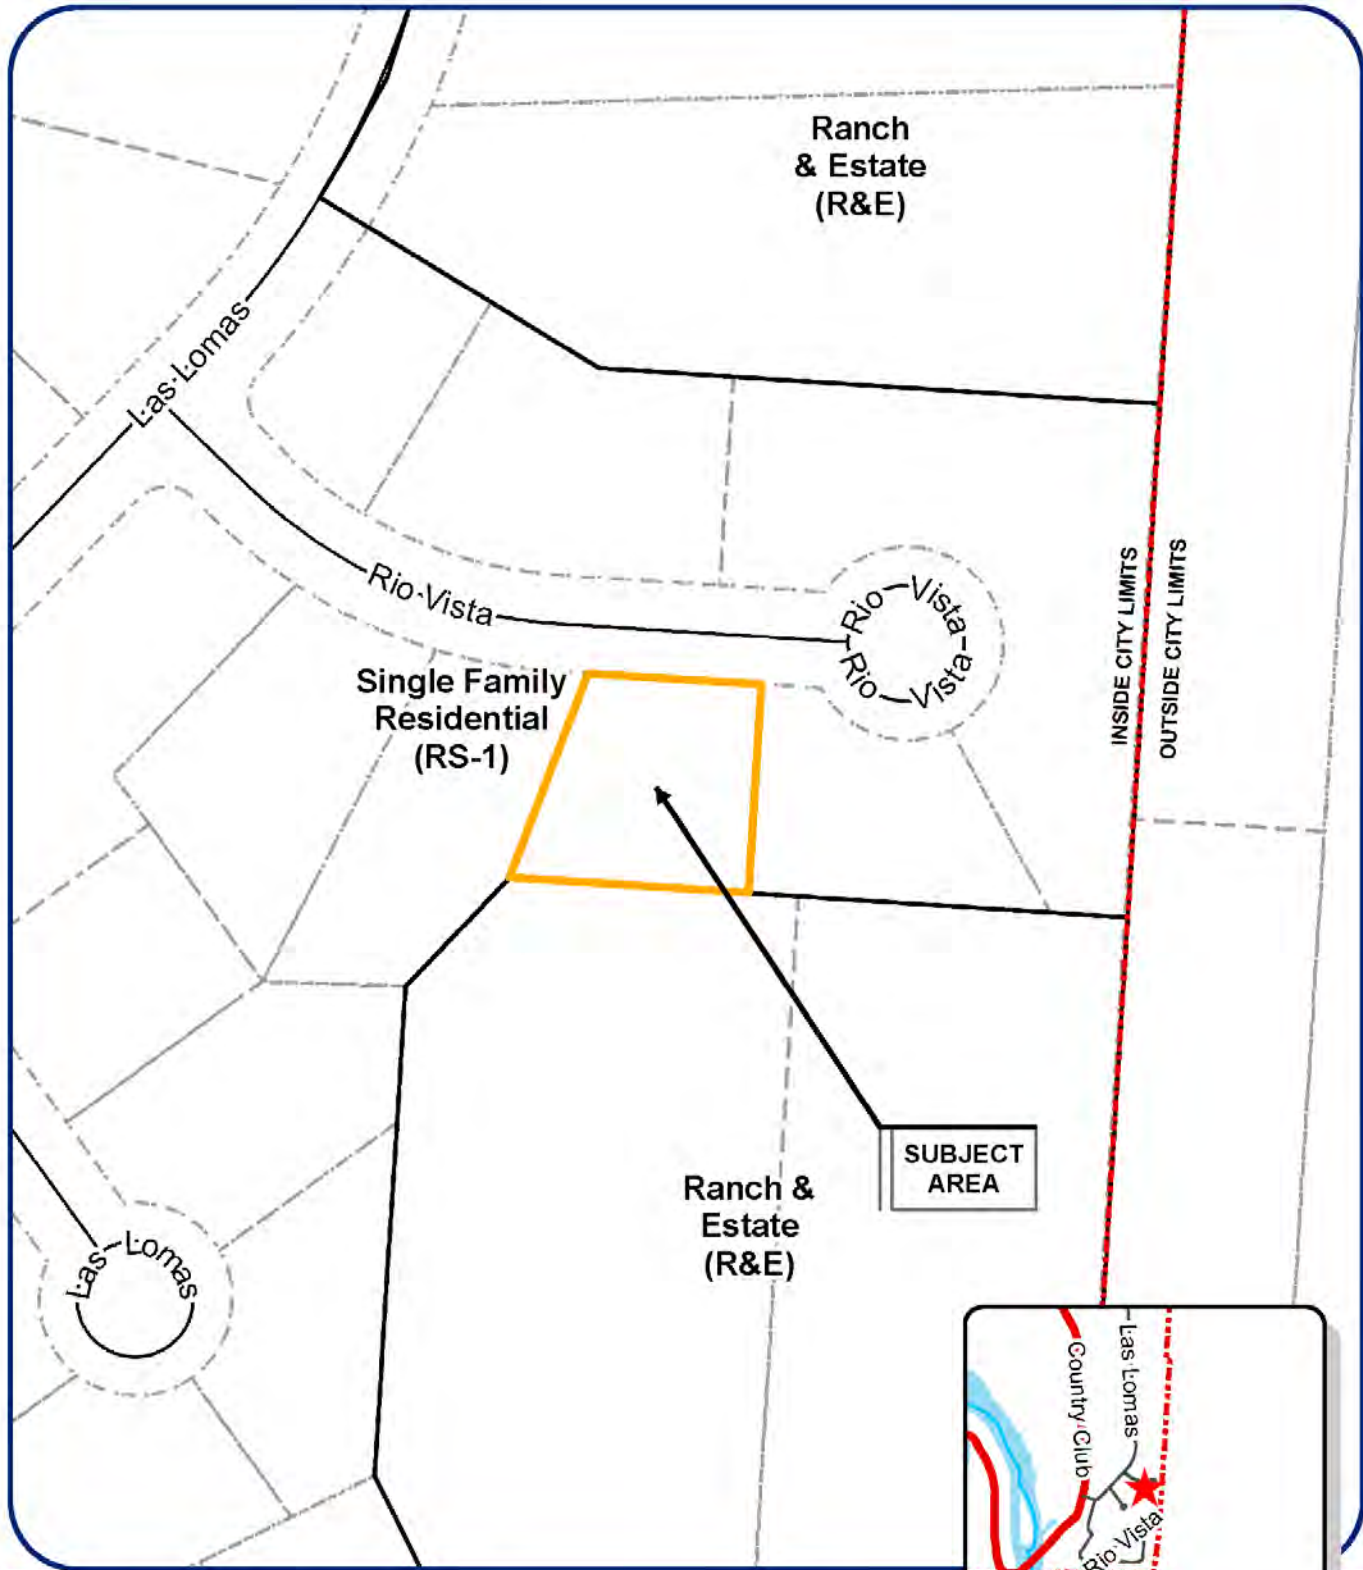 Ranch
& Estate
(R&E)
Las Lomas
Rio Vista
Rio Vista
Rio Vista
INSIDE CITY LIMITS
OUTSIDE CITY LIMITS
Single Family
Residential
(RS-1)
SUBJECT
AREA
Ranch &
Estate
(R&E)
Las Lomas
Country Club
Las Lomas
Rio Vista